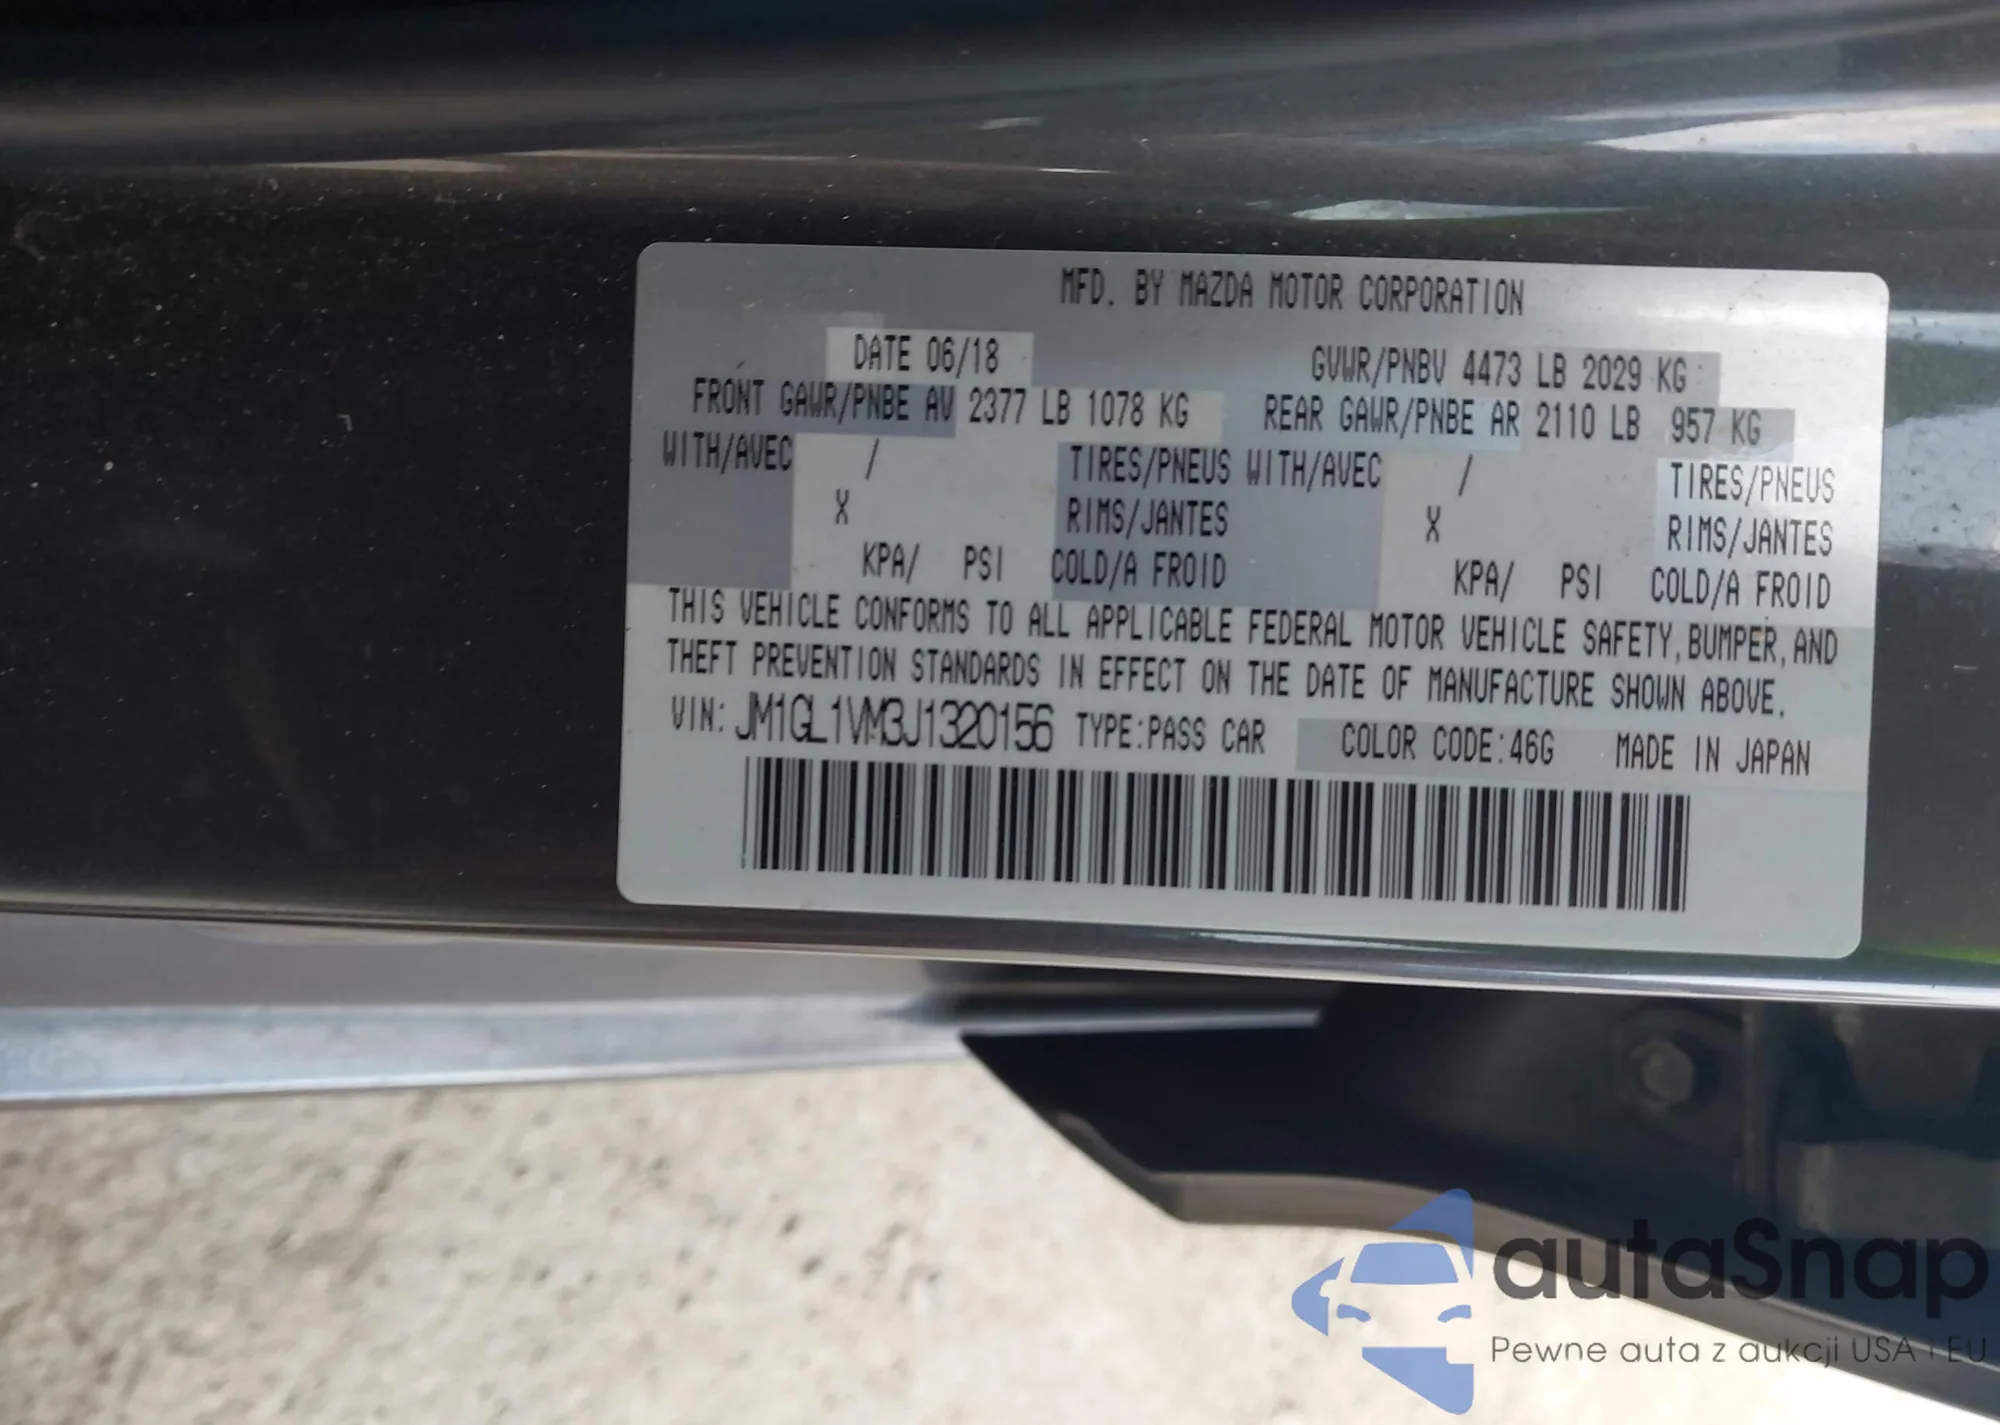 MFD. BY MAZDA MOTOR CORPORATION
DATE 06/18 GVWR/PNBV 4473 LB 2029 KG
FRONT GAWR/PNBE AV 2377 LB 1078 KG REAR GAWR/PNBE AR 2110 LB 957 KG
WITH/AVEC / TIRES/PNEUS WITH/AVEC / TIRES/PNEUS
X RIMS/JANTES X RIMS/JANTES
KPA/ PSI COLD/A FROID KPA/ PSI COLD/A FROID
THIS VEHICLE CONFORMS TO ALL APPLICABLE FEDERAL MOTOR VEHICLE SAFETY, BUMPER, AND
THEFT PREVENTION STANDARDS IN EFFECT ON THE DATE OF MANUFACTURE SHOWN ABOVE.
VIN: JM1GL1VM3J1320156 TYPE:PASS CAR COLOR CODE:46G MADE IN JAPAN
autaSnap
Pewne auta z aukcji USA i EU